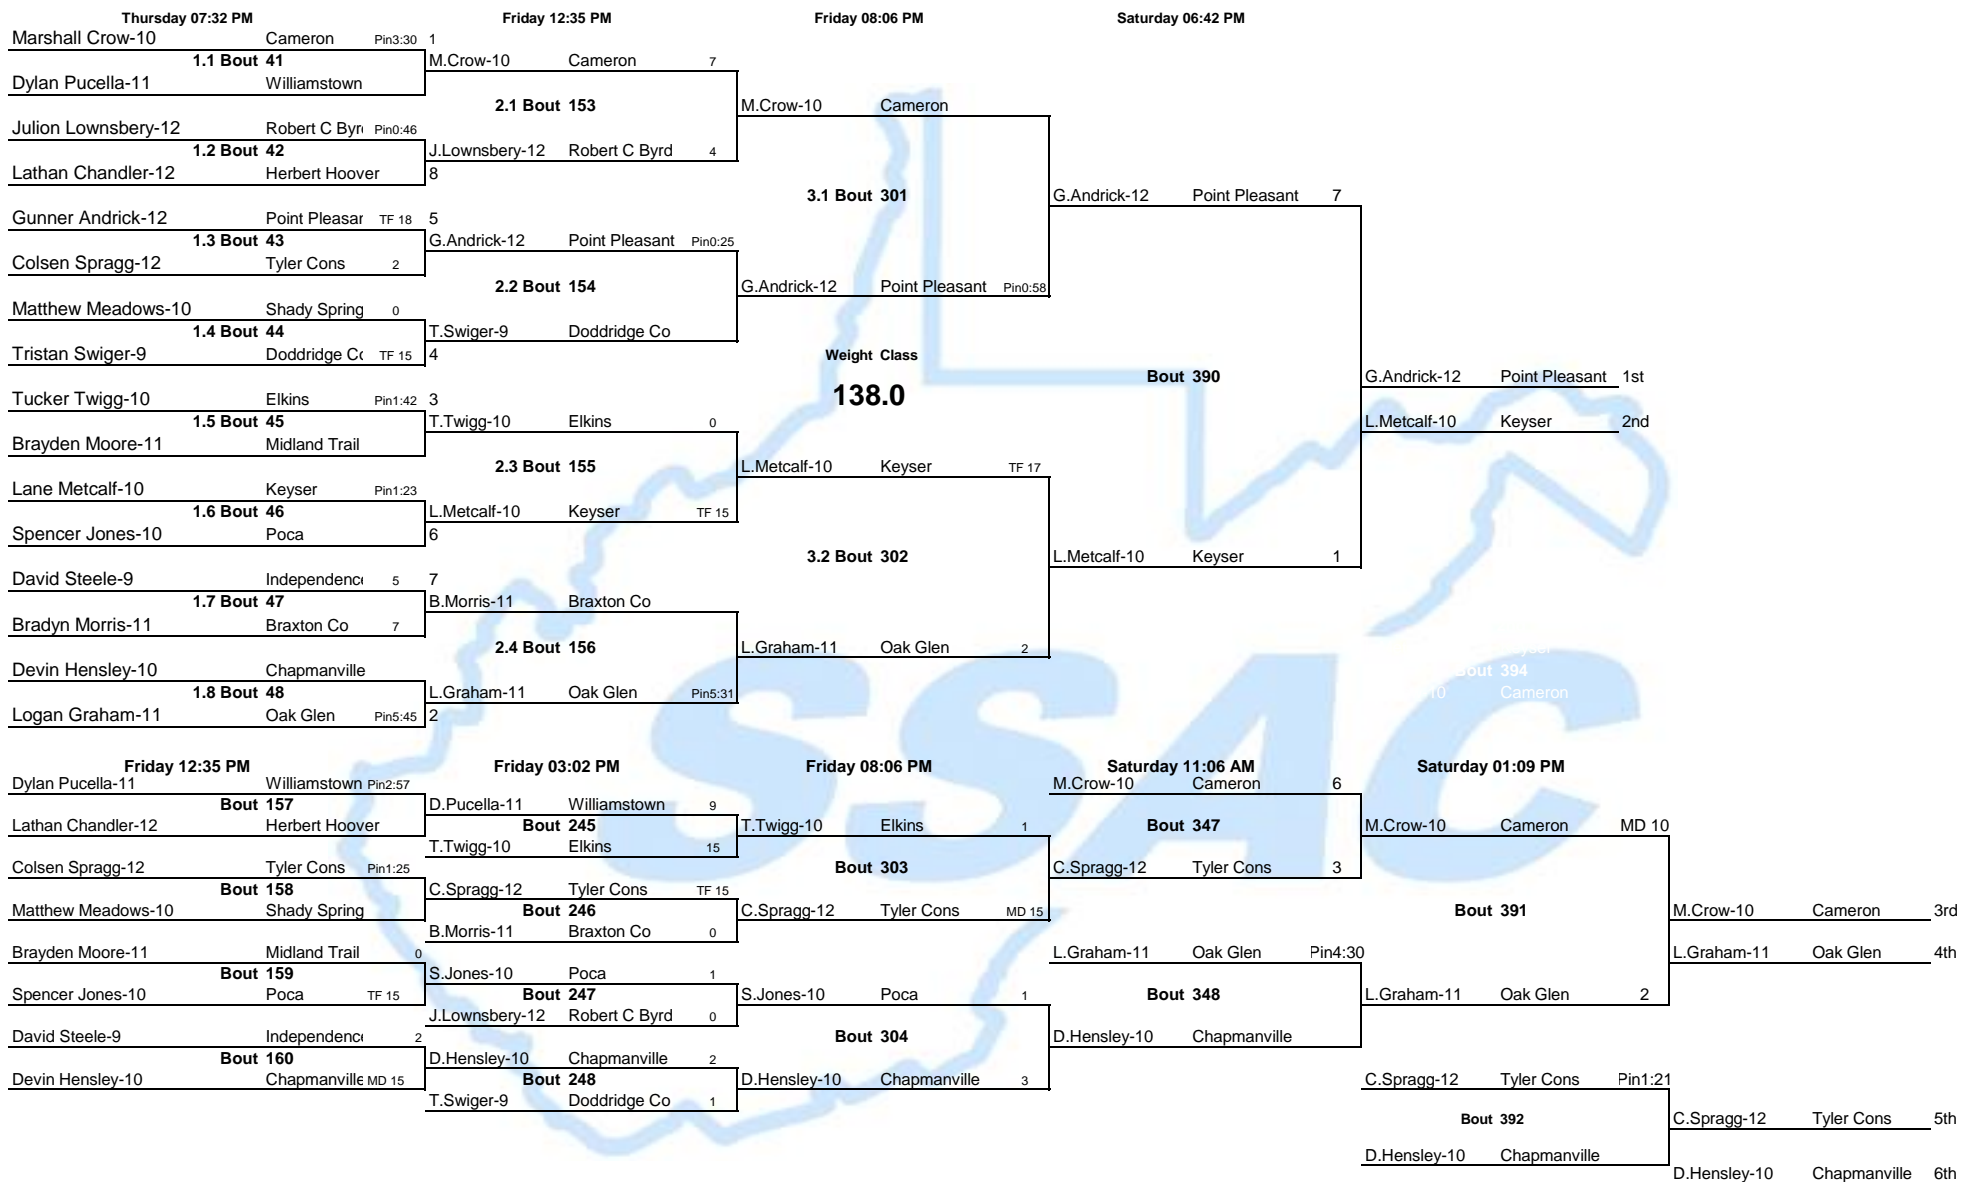 Thursday 07:32 PM Friday 12:35 PM Friday 08:06 PM Saturday 06:42 PM
Marshall Crow-10 Cameron Pin3:30 1
1.1 Bout 41 M.Crow-10 Cameron 7
Dylan Pucella-11 Williamstown
2.1 Bout 153 M.Crow-10 Cameron
Julion Lownsbery-12 Robert C Byr Pin0:46
1.2 Bout 42 J.Lownsbery-12 Robert C Byrd 4
Lathan Chandler-12 Herbert Hoover 8
3.1 Bout 301 G.Andrick-12 Point Pleasant 7
Gunner Andrick-12 Point Pleasar TF 18 5
1.3 Bout 43 G.Andrick-12 Point Pleasant Pin0:25
Colsen Spragg-12 Tyler Cons 2
2.2 Bout 154 G.Andrick-12 Point Pleasant Pin0:58
Matthew Meadows-10 Shady Spring 0
1.4 Bout 44 T.Swiger-9 Doddridge Co
Tristan Swiger-9 Doddridge Co TF 15 4
Weight Class
138.0
Bout 390 G.Andrick-12 Point Pleasant 1st
Tucker Twigg-10 Elkins Pin1:42 3
1.5 Bout 45 T.Twigg-10 Elkins 0 L.Metcalf-10 Keyser 2nd
Brayden Moore-11 Midland Trail
2.3 Bout 155 L.Metcalf-10 Keyser TF 17
Lane Metcalf-10 Keyser Pin1:23
1.6 Bout 46 L.Metcalf-10 Keyser TF 15
Spencer Jones-10 Poca 6
3.2 Bout 302 L.Metcalf-10 Keyser 1
David Steele-9 Independence 5 7
1.7 Bout 47 B.Morris-11 Braxton Co
Bradyn Morris-11 Braxton Co 7
2.4 Bout 156 L.Graham-11 Oak Glen 2
Devin Hensley-10 Chapmanville
Bout 394
1.8 Bout 48 L.Graham-11 Oak Glen Pin5:31 10 Cameron
Logan Graham-11 Oak Glen Pin5:45 2
SSAC
Friday 12:35 PM Friday 03:02 PM Friday 08:06 PM Saturday 11:06 AM Saturday 01:09 PM
Dylan Pucella-11 Williamstown Pin2:57 M.Crow-10 Cameron 6
Bout 157 D.Pucella-11 Williamstown 9
Lathan Chandler-12 Herbert Hoover Bout 245 T.Twigg-10 Elkins 1 Bout 347 M.Crow-10 Cameron MD 10
T.Twigg-10 Elkins 15
Colsen Spragg-12 Tyler Cons Pin1:25 Bout 303 C.Spragg-12 Tyler Cons 3
Bout 158 C.Spragg-12 Tyler Cons TF 15
Matthew Meadows-10 Shady Spring Bout 246 C.Spragg-12 Tyler Cons MD 15 Bout 391 M.Crow-10 Cameron 3rd
B.Morris-11 Braxton Co 0
Brayden Moore-11 Midland Trail 0 L.Graham-11 Oak Glen Pin4:30 L.Graham-11 Oak Glen 4th
Bout 159 S.Jones-10 Poca 1
Spencer Jones-10 Poca TF 15 Bout 247 S.Jones-10 Poca 1 Bout 348 L.Graham-11 Oak Glen 2
J.Lownsbery-12 Robert C Byrd 0
David Steele-9 Independence 2 Bout 304 D.Hensley-10 Chapmanville
Bout 160 D.Hensley-10 Chapmanville 2
Devin Hensley-10 Chapmanville MD 15 Bout 248 D.Hensley-10 Chapmanville 3 C.Spragg-12 Tyler Cons Pin1:21
T.Swiger-9 Doddridge Co 1
Bout 392 C.Spragg-12 Tyler Cons 5th
D.Hensley-10 Chapmanville
D.Hensley-10 Chapmanville 6th